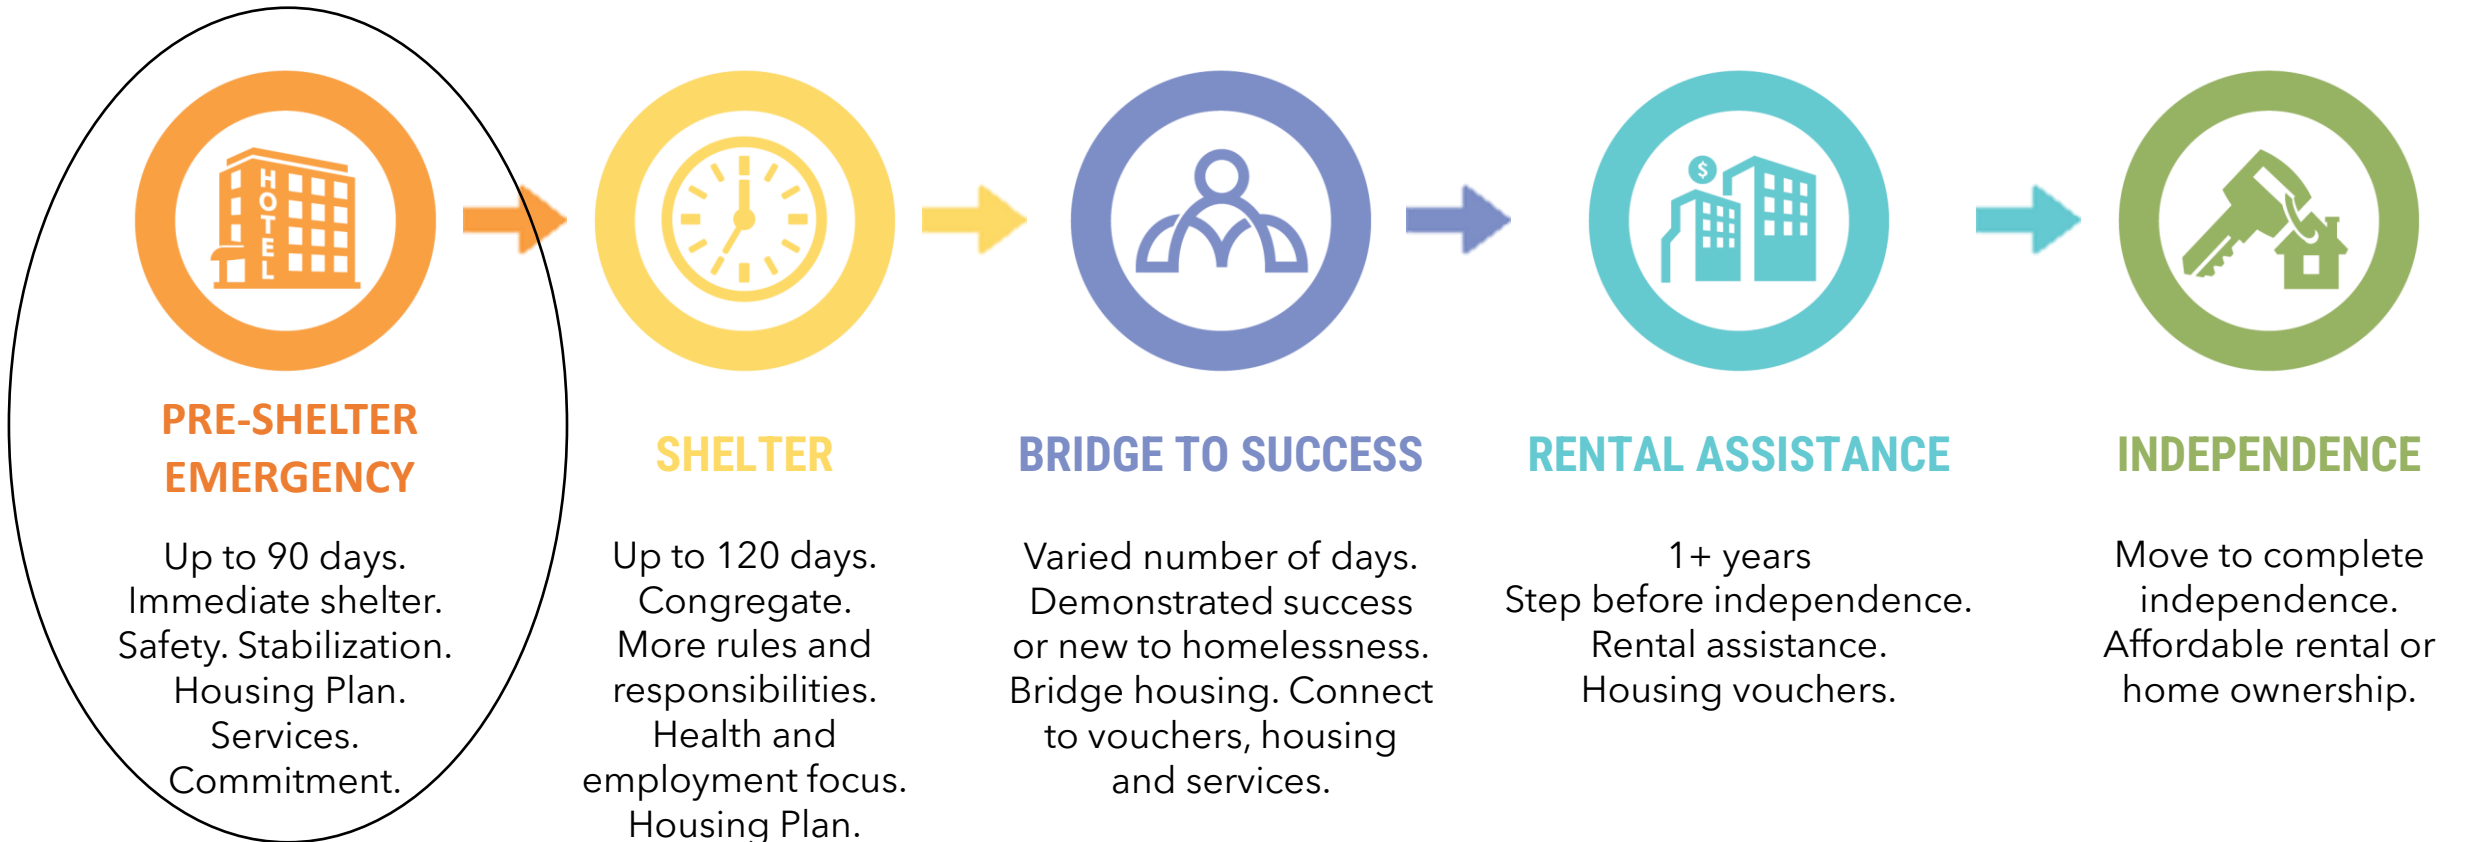 HOTEL
$
PRE-SHELTER
EMERGENCY
Up to 90 days.
Immediate shelter.
Safety. Stabilization.
Housing Plan.
Services.
Commitment.
SHELTER
Up to 120 days.
Congregate.
More rules and
responsibilities.
Health and
employment focus.
Housing Plan.
BRIDGE TO SUCCESS
Varied number of days.
Demonstrated success
or new to homelessness.
Bridge housing. Connect
to vouchers, housing
and services.
RENTAL ASSISTANCE
1+ years
Step before independence.
Rental assistance.
Housing vouchers.
INDEPENDENCE
Move to complete
independence.
Affordable rental or
home ownership.